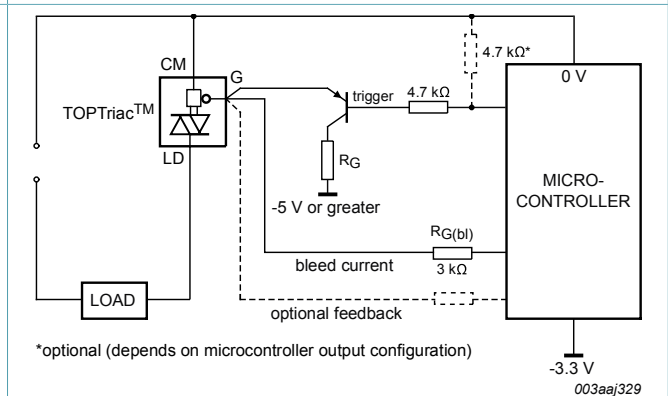 4.7 kΩ*
0 V
CM
G
TOPTriac™
trigger
4.7 kΩ
LD
RG
-5 V or greater
MICRO-
CONTROLLER
RG(bl)
3 kΩ
bleed current
LOAD
optional feedback
*optional (depends on microcontroller output configuration)
-3.3 V
003aaj329